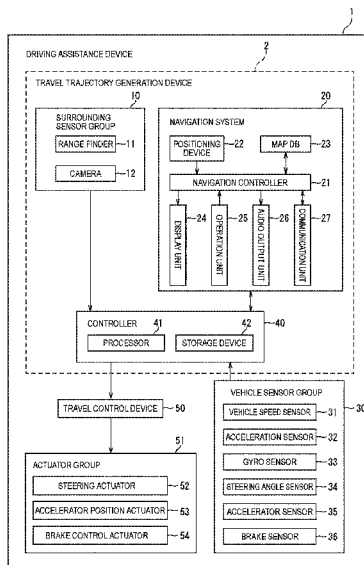 1
DRIVING ASSISTANCE DEVICE
2
TRAVEL TRAJECTORY GENERATION DEVICE
10
SURROUNDING
SENSOR GROUP
RANGE FINDER
11
CAMERA
12
20
NAVIGATION SYSTEM
POSITIONING
DEVICE
22
MAP DB
23
NAVIGATION CONTROLLER
21
DISPLAY UNIT
24
OPERATION UNIT
25
AUDIO OUTPUT UNIT
26
COMMUNICATION UNIT
27
CONTROLLER
40
41
PROCESSOR
42
STORAGE DEVICE
TRAVEL CONTROL DEVICE
50
51
ACTUATOR GROUP
STEERING ACTUATOR
52
ACCELERATOR POSITION ACTUATOR
53
BRAKE CONTROL ACTUATOR
54
VEHICLE SENSOR GROUP
30
VEHICLE SPEED SENSOR
31
ACCELERATION SENSOR
32
GYRO SENSOR
33
STEERING ANGLE SENSOR
34
ACCELERATOR SENSOR
35
BRAKE SENSOR
36